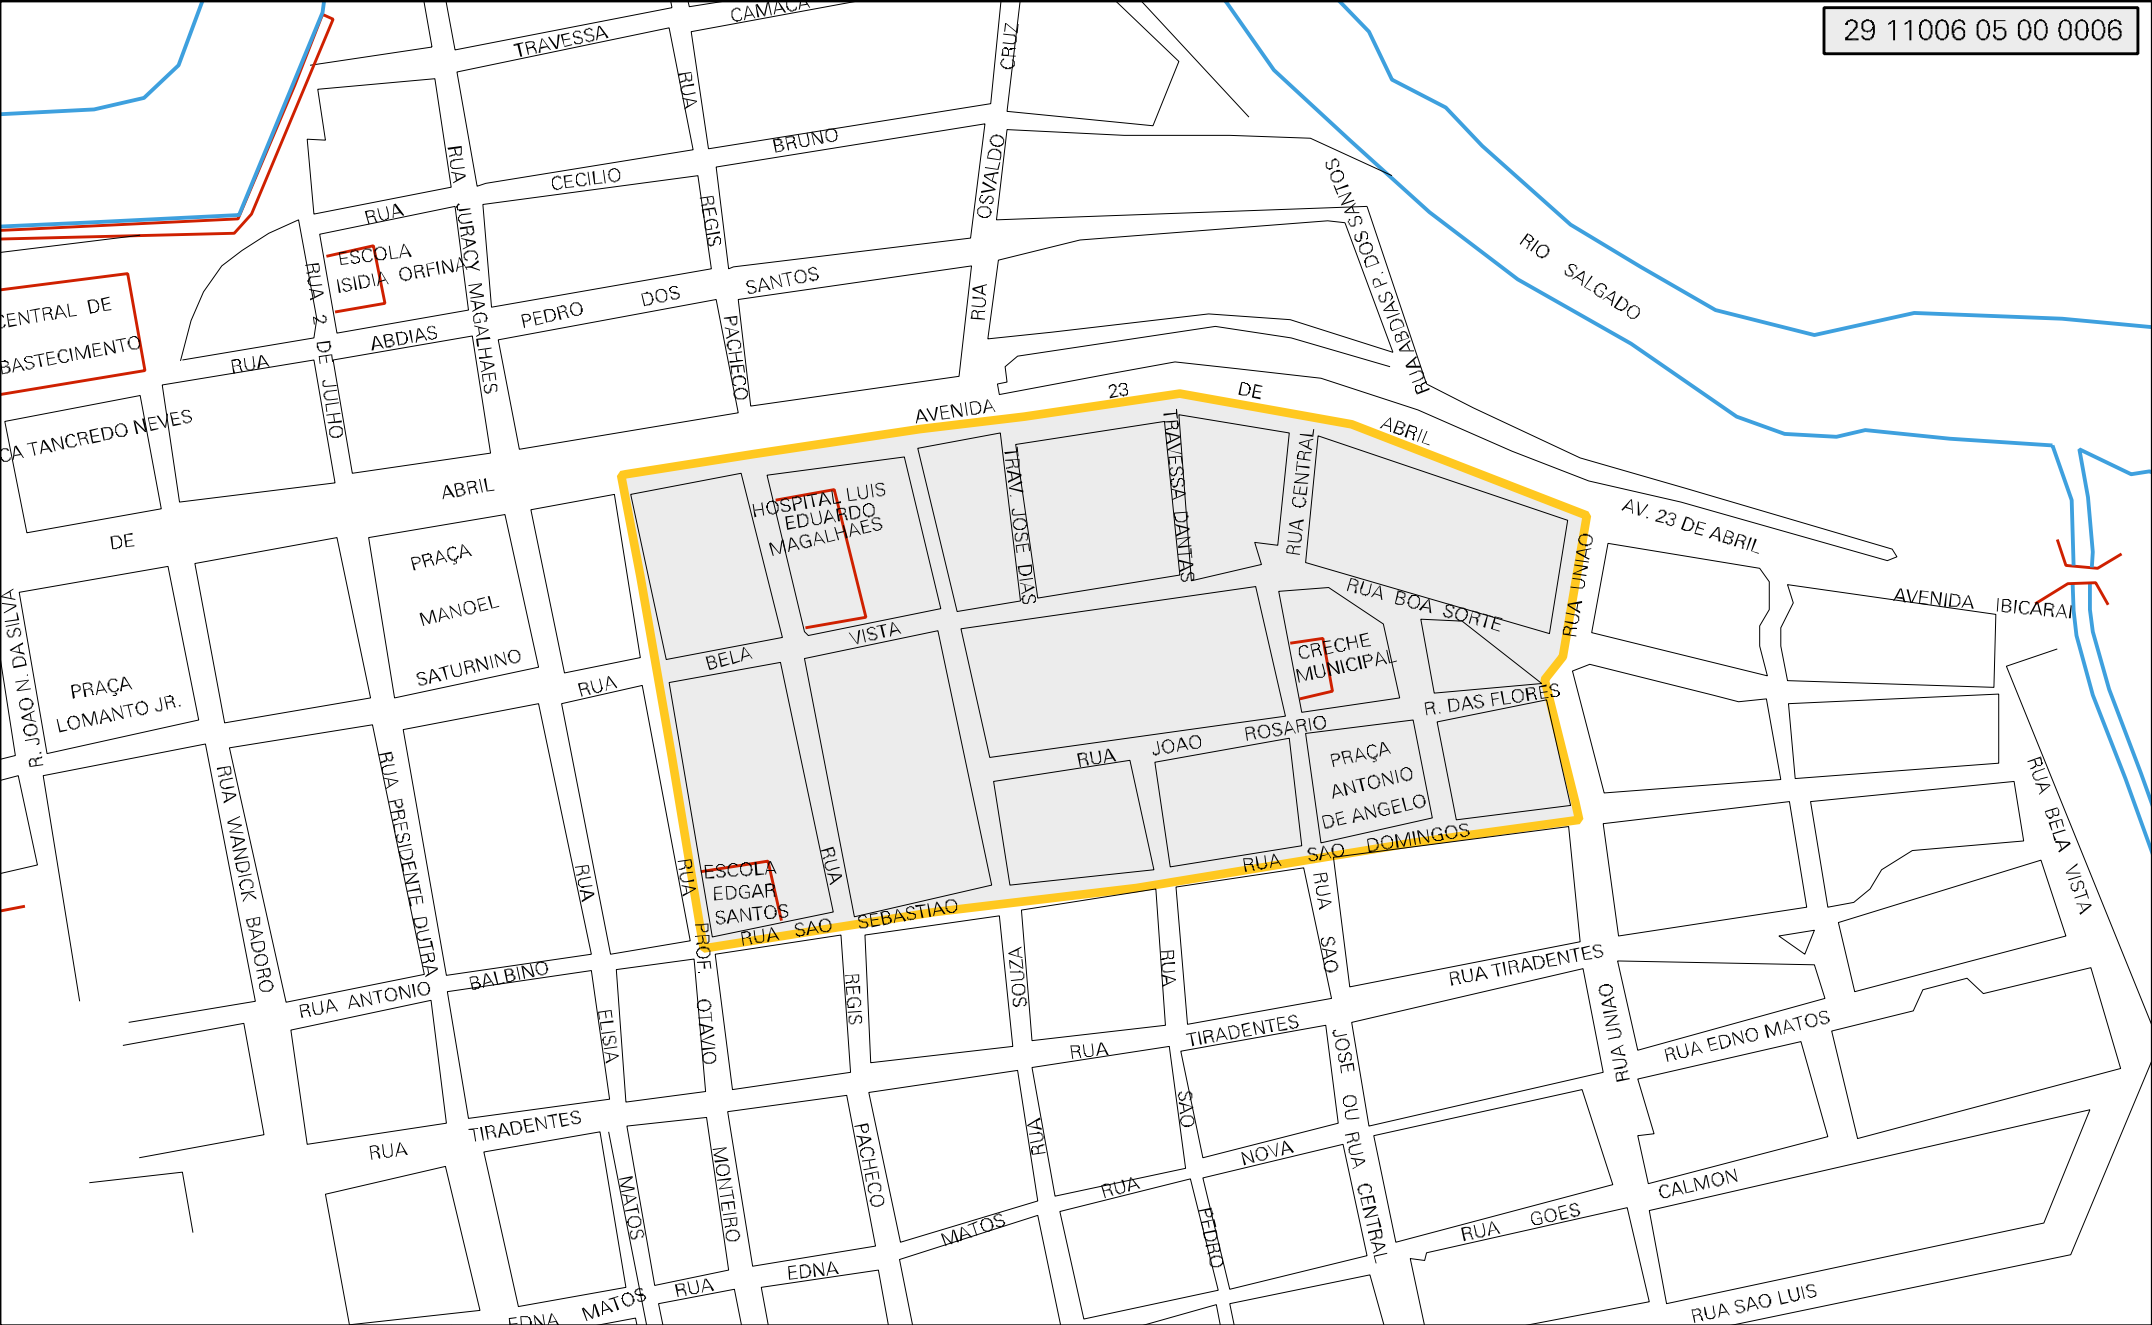 29 11006 05 00 0006
CAMACA
TRAVESSA
CRUZ
RUA
BRUNO
RUA
CECILIO
OSVALDO
RUA
REGIS
JURACY MAGALHAES
ESCOLA
ISIDIA ORFINA
RUA 2 DE JULHO
RUA ABDIAS P. DOS SANTOS
RIO SALGADO
CENTRAL DE
BASTECIMENTO
RUA ABDIAS PEDRO DOS SANTOS
RUA
PACHECO
CA TANCREDO NEVES
AVENIDA 23 DE ABRIL
DE ABRIL
AV. 23 DE ABRIL
AVENIDA IBICARAI
HOSPITAL LUIS
EDUARDO
MAGALHAES
TRAV. JOSE DIAS
TRAVESSA DANTAS
RUA CENTRAL
RUA UNIAO
RUA BOA SORTE
PRAÇA
MANOEL
SATURNINO
R. JOAO N. DA SILVA
PRAÇA
LOMANTO JR.
RUA BELA VISTA
CRECHE
MUNICIPAL
R. DAS FLORES
RUA JOAO ROSARIO
PRAÇA
ANTONIO
DE ANGELO
RUA WANDICK BADORO
RUA PRESIDENTE DUTRA
RUA
ELISIA
MATOS
RUA
PROF. OTAVIO
MONTEIRO
ESCOLA
EDGAR
SANTOS
RUA
REGIS
PACHECO
RUA SAO SEBASTIAO
RUA SAO DOMINGOS
RUA BELA VISTA
RUA ANTONIO BALBINO
SOUZA
RUA
RUA
SAO
PEDRO
RUA SAO
JOSE OU RUA CENTRAL
RUA TIRADENTES
RUA UNIAO
RUA EDNO MATOS
RUA TIRADENTES
RUA TIRADENTES
RUA NOVA
RUA GOES CALMON
RUA EDNA MATOS
EDNA MATOS
RUA SAO LUIS